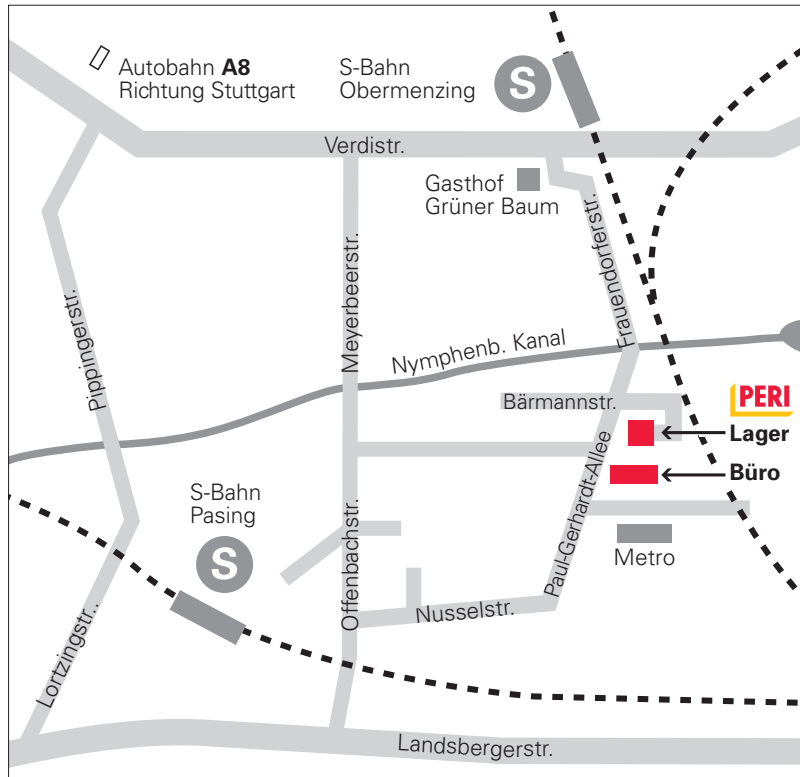 Autobahn A8
Richtung Stuttgart
S-Bahn
Obermenzing
S
Verdistr.
Gasthof
Grüner Baum
Frauendorferstr.
Meyerbeerstr.
Pippingerstr.
Nymphenb. Kanal
Bärmannstr.
PERI
Lager
Büro
Paul-Gerhardt-Allee
Metro
S-Bahn
Pasing
S
Offenbachstr.
Nusselstr.
Lortzingstr..
Landsbergerstr.